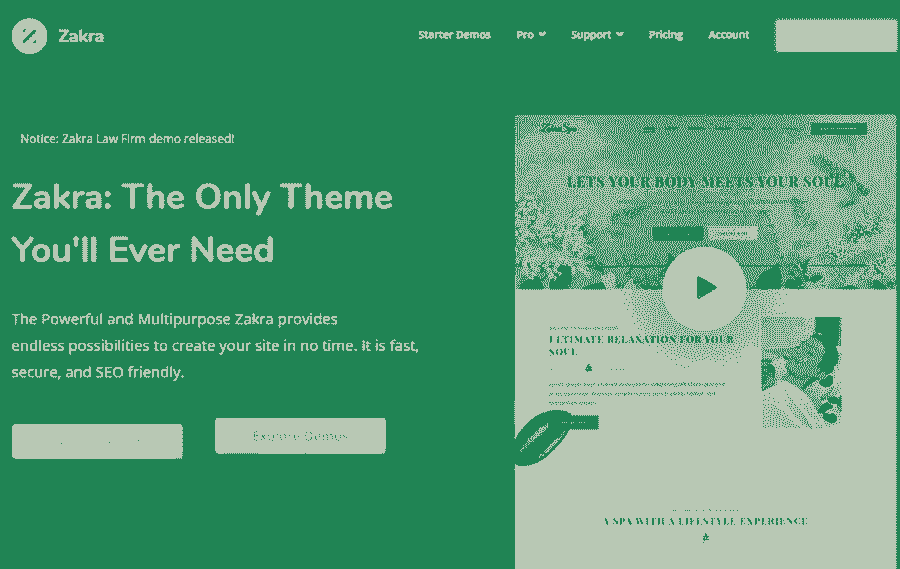 Zakra
Starter Demos
Pro
Support
Pricing
Account
Notice: Zakra Law Firm demo released!
Zakra: The Only Theme
You'll Ever Need
The Powerful and Multipurpose Zakra provides
endless possibilities to create your site in no time. It is fast,
secure, and SEO friendly.
Explore Demos
LETS YOUR BODY MEETS YOUR SOUL
ULTIMATE RELAXATION FOR YOUR
SOUL
A SPA WITH A LIFESTYLE EXPERIENCE